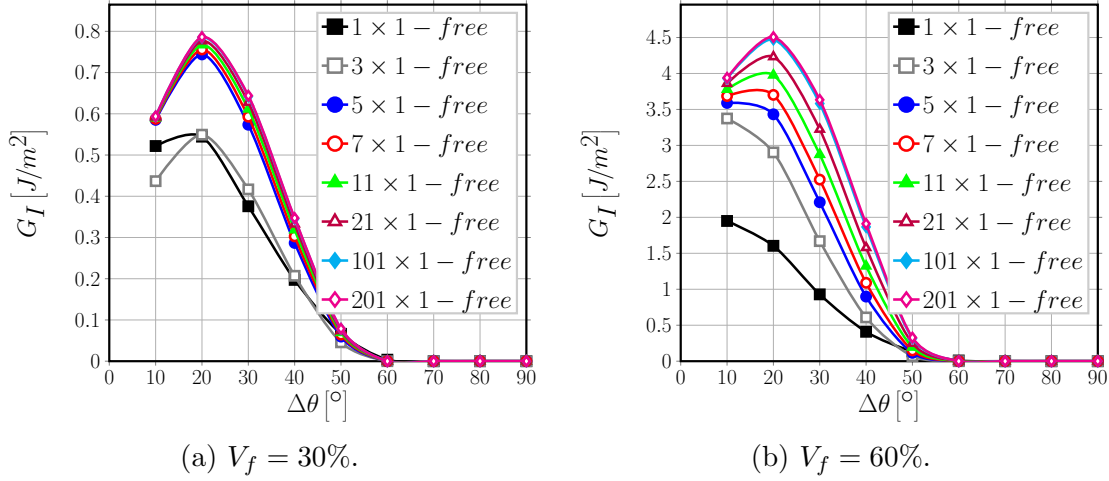 0.8
0.7
0.6
0.5
0.4
0.3
0.2
0.1
0
G_I [J/m²]
0 10 20 30 40 50 60 70 80 90
Δθ [°]
1 × 1 − free
3 × 1 − free
5 × 1 − free
7 × 1 − free
11 × 1 − free
21 × 1 − free
101 × 1 − free
201 × 1 − free
(a) V_f = 30%.
4.5
4
3.5
3
2.5
2
1.5
1
0.5
0
G_I [J/m²]
0 10 20 30 40 50 60 70 80 90
Δθ [°]
1 × 1 − free
3 × 1 − free
5 × 1 − free
7 × 1 − free
11 × 1 − free
21 × 1 − free
101 × 1 − free
201 × 1 − free
(b) V_f = 60%.